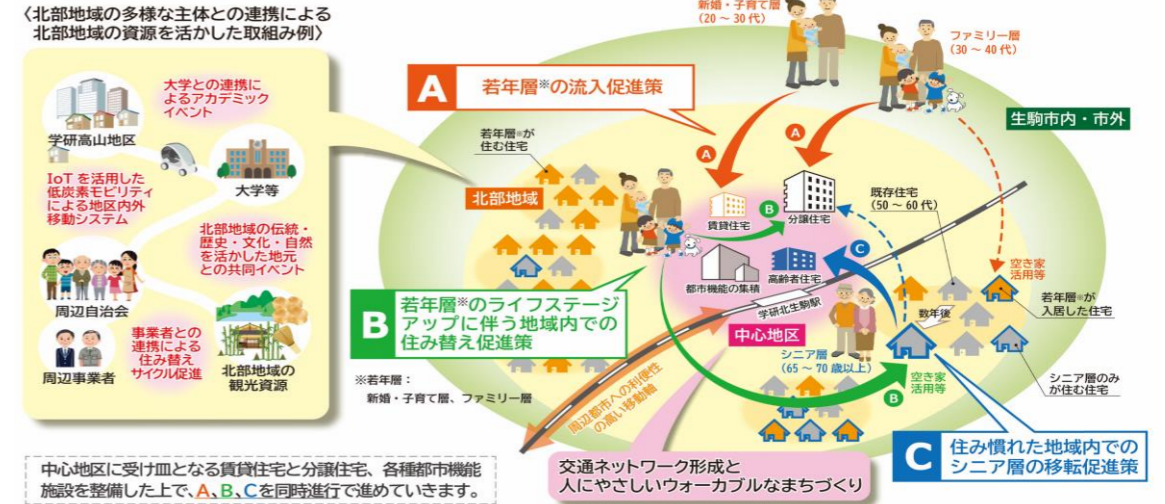 〈北部地域の多様な主体との連携による
北部地域の資源を活かした取組み例〉
学研高山地区
大学との連携に
よるアカデミック
イベント
大学等
IoTを活用した
低炭素モビリティ
による地区内外
移動システム
北部地域の伝統・
歴史・文化・自然
を活かした地元
との共同イベント
周辺自治会
事業者との
連携による
住み替え
サイクル促進
周辺事業者
北部地域の
観光資源
新婚・子育て層
(20～30代)
ファミリー層
(30～40代)
A 若年層※の流入促進策
生駒市内・市外
若年層※が
住む住宅
A
A
北部地域
賃貸住宅
B
分譲住宅
既存住宅
(50～60代)
C
都市機能の集積
高齢者住宅
学研北生駒駅
中心地区
空き家
活用等
若年層※が
入居した住宅
数年後
B 若年層※のライフステージ
アップに伴う地域内での
住み替え促進策
シニア層
(65～70歳以上)
シニア層のみ
が住む住宅
空き家
活用等
B
※若年層：
新婚・子育て層、ファミリー層
周辺都市への利便性
の高い移動軸
C 住み慣れた地域内での
シニア層の移転促進策
交通ネットワーク形成と
人にやさしいウォーカブルなまちづくり
中心地区に受け皿となる賃貸住宅と分譲住宅、各種都市機能
施設を整備した上で、A、B、Cを同時進行で進めていきます。